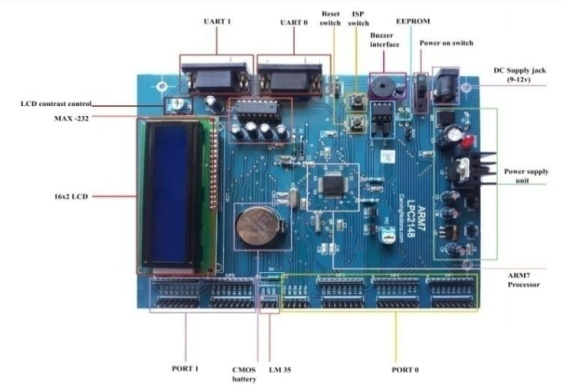 UART 1
UART 0
Reset
switch
ISP
switch
EEPROM
Buzzer
interface
Power on switch
DC Supply jack
(9-12v)
LCD contrast control
MAX -232
16x2 LCD
Power supply
unit
ARM7
LPC2148
ARM7
Processor
PORT 1
CMOS
battery
LM 35
PORT 0